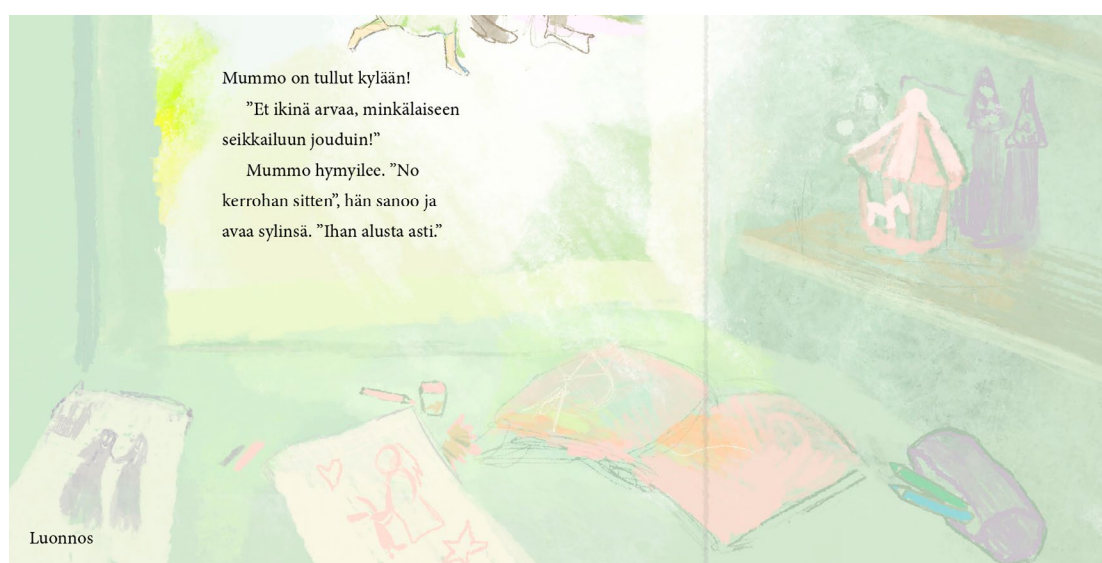 Mummo on tullut kylään!
”Et ikinä arvaa, minkälaiseen
seikkailuun jouduin!”
Mummo hymyilee. ”No
kerrohan sitten”, hän sanoo ja
avaa sylinsä. ”Ihan alusta asti.”
Luonnos